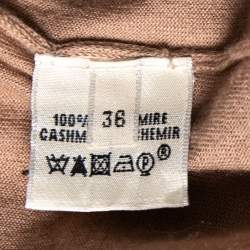 100% 36 MIRE
CASHM HEMIR
P ®